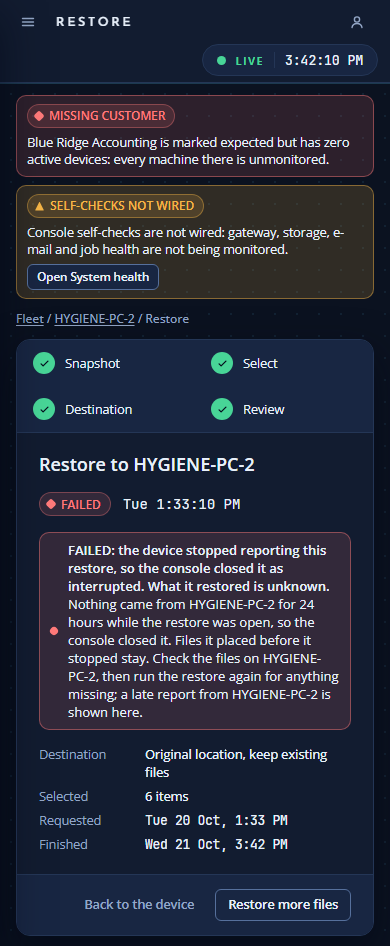 RESTORE
LIVE 3:42:10 PM
MISSING CUSTOMER
Blue Ridge Accounting is marked expected but has zero
active devices: every machine there is unmonitored.
SELF-CHECKS NOT WIRED
Console self-checks are not wired: gateway, storage, e-
mail and job health are not being monitored.
Open System health
Fleet / HYGIENE-PC-2 / Restore
Snapshot
Select
Destination
Review
Restore to HYGIENE-PC-2
FAILED Tue 1:33:10 PM
FAILED: the device stopped reporting this
restore, so the console closed it as
interrupted. What it restored is unknown.
Nothing came from HYGIENE-PC-2 for 24
hours while the restore was open, so the
console closed it. Files it placed before it
stopped stay. Check the files on HYGIENE-
PC-2, then run the restore again for anything
missing; a late report from HYGIENE-PC-2 is
shown here.
Destination Original location, keep existing
files
Selected 6 items
Requested Tue 20 Oct, 1:33 PM
Finished Wed 21 Oct, 3:42 PM
Back to the device
Restore more files